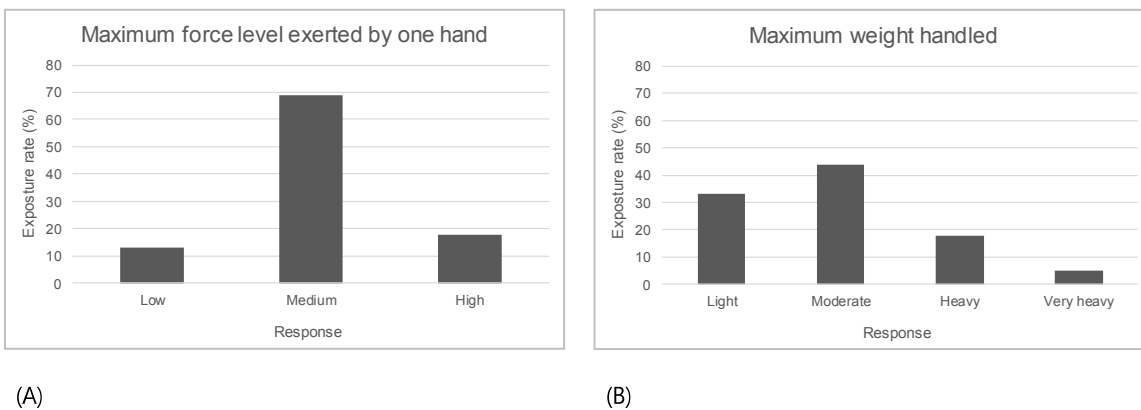 Maximum force level exerted by one hand
80
70
60
50
40
30
20
10
0
Exposture rate (%)
Low Medium High
Response
(A)
Maximum weight handled
80
70
60
50
40
30
20
10
0
Exposture rate (%)
Light Moderate Heavy Very heavy
Response
(B)